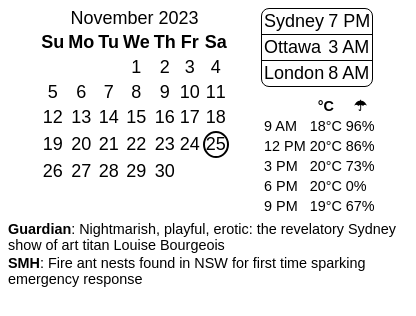 November 2023
Su Mo Tu We Th Fr Sa
1 2 3 4
5 6 7 8 9 10 11
12 13 14 15 16 17 18
19 20 21 22 23 24 25
26 27 28 29 30
Sydney 7 PM
Ottawa 3 AM
London 8 AM
°C ☂
9 AM 18°C 96%
12 PM 20°C 86%
3 PM 20°C 73%
6 PM 20°C 0%
9 PM 19°C 67%
Guardian: Nightmarish, playful, erotic: the revelatory Sydney
show of art titan Louise Bourgeois
SMH: Fire ant nests found in NSW for first time sparking
emergency response